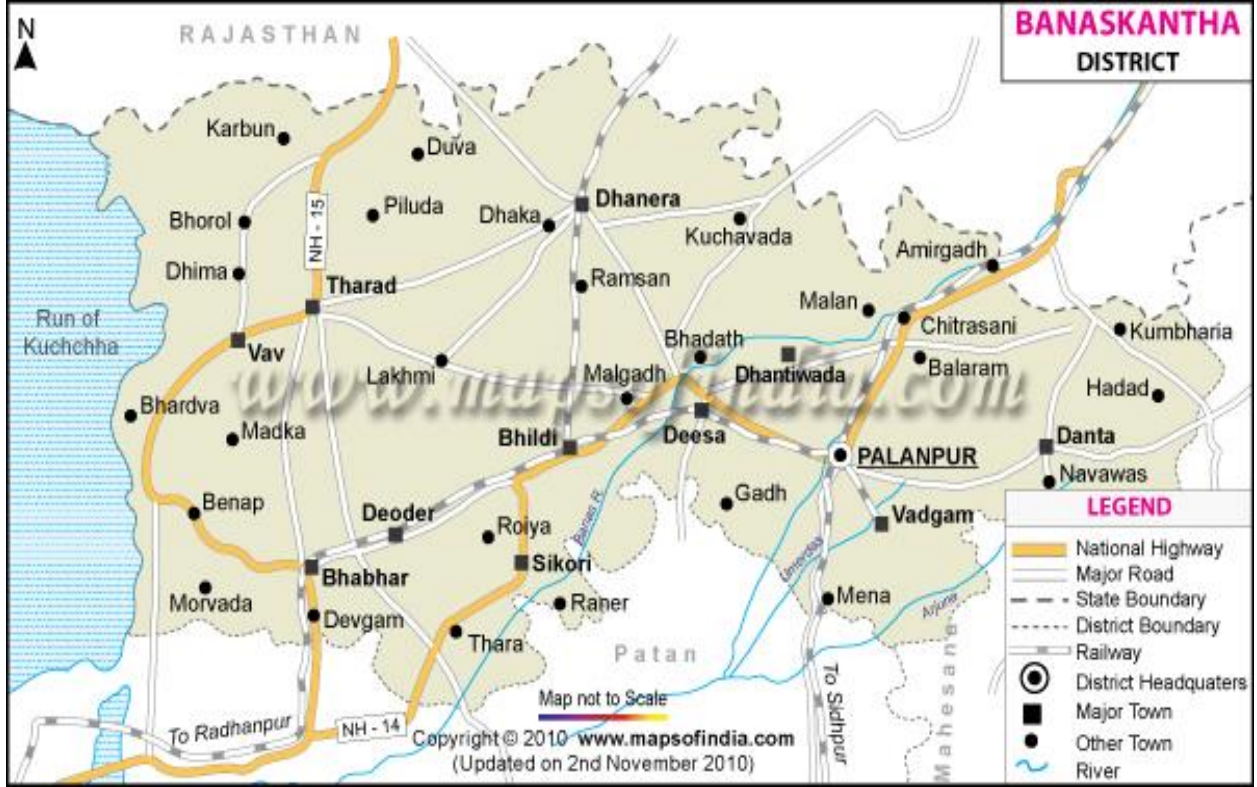 BANASKANTHA
DISTRICT
N
RAJASTHAN
Karbun
Duva
Bhorol
NH - 15
Piluda
Dhaka
Dhanera
Kuchavada
Dhima
Tharad
Ramsan
Amirgadh
Malan
Run of
Kuchchha
Vav
Chitrasani
Kumbharia
Bhadath
Lakhmi
Malgadh
Dhantiwada
Balaram
www.mapsofindia.com
Hadad
Bhardva
Madka
Bhildi
Deesa
PALANPUR
Danta
Navawas
Benap
Deoder
Gadh
Banas R.
Roiya
Vadgam
Sikori
Umerdasi
Bhabhar
Morvada
Devgam
Raner
Mena
Arjuna
Thara
Patan
Mahesana
To Sidhpur
To Radhanpur
NH - 14
Map not to Scale
Copyright © 2010 www.mapsofindia.com
(Updated on 2nd November 2010)
LEGEND
National Highway
Major Road
State Boundary
District Boundary
Railway
District Headquaters
Major Town
Other Town
River